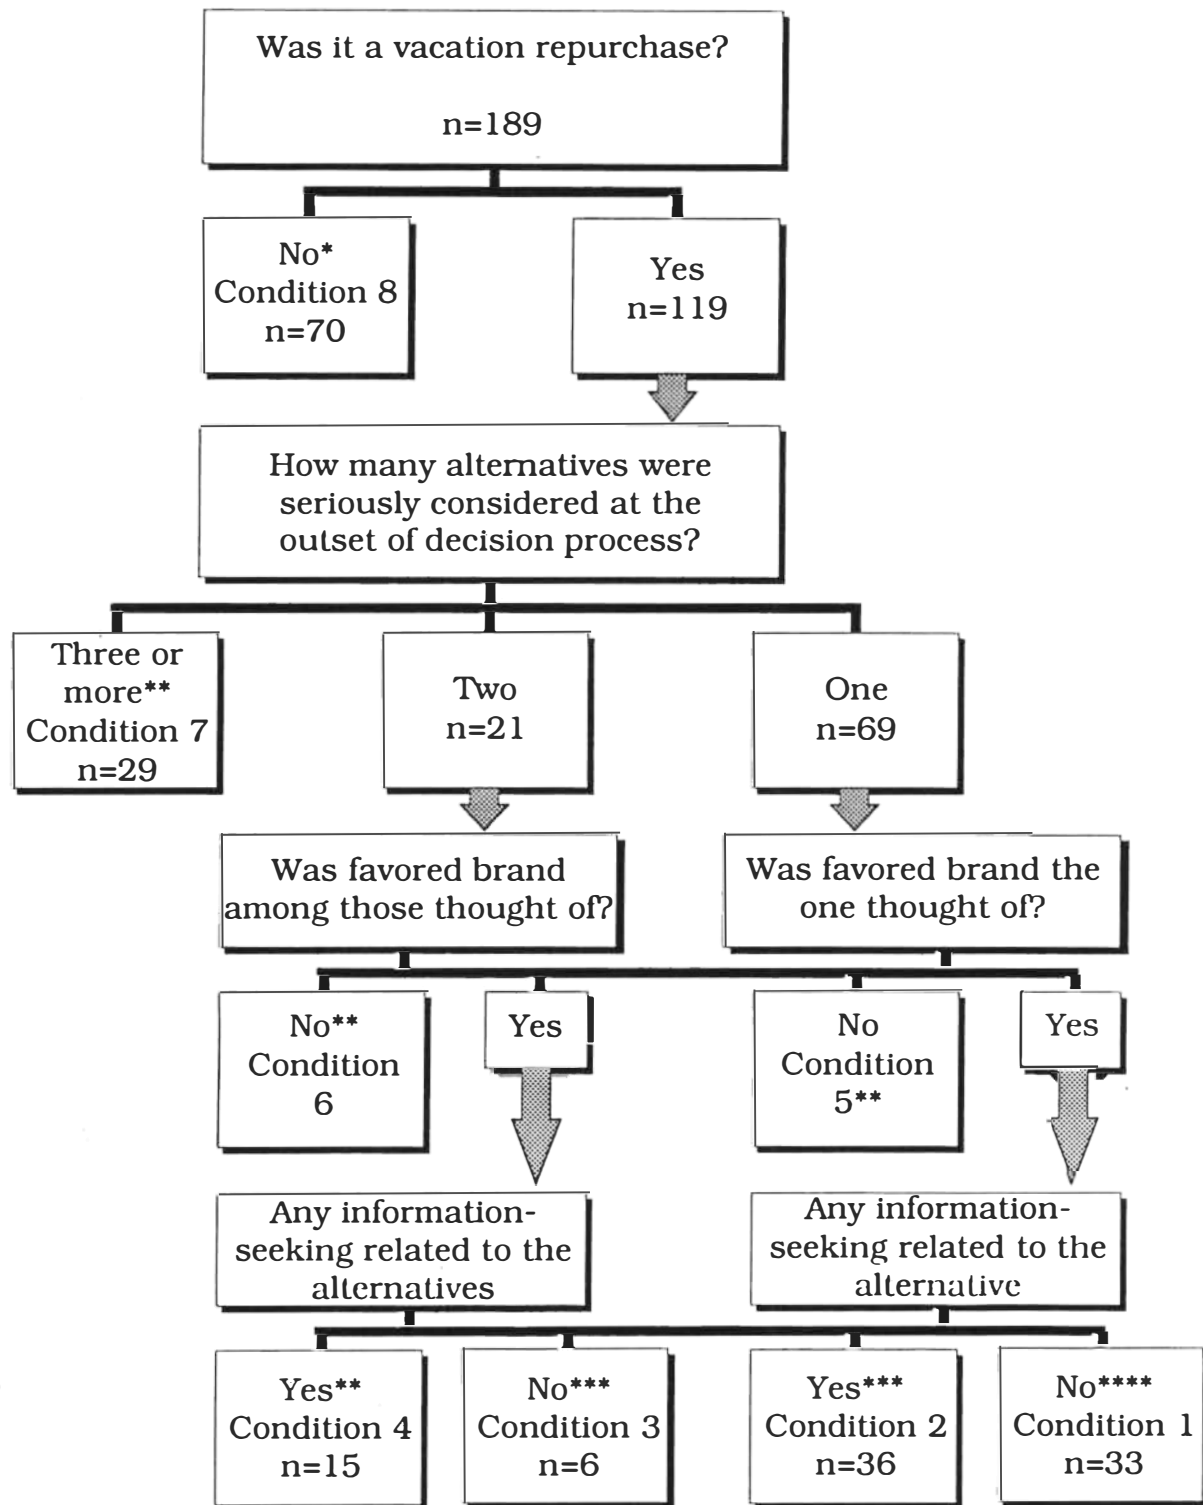 Was it a vacation repurchase?
n=189
No*
Condition 8
n=70
Yes
n=119
How many alternatives were
seriously considered at the
outset of decision process?
Three or
more**
Condition 7
n=29
Two
n=21
One
n=69
Was favored brand
among those thought of?
Was favored brand the
one thought of?
No**
Condition
6
Yes
No
Condition
5**
Yes
Any information-
seeking related to the
alternatives
Any information-
seeking related to the
alternative
Yes**
Condition 4
n=15
No***
Condition 3
n=6
Yes***
Condition 2
n=36
No****
Condition 1
n=33